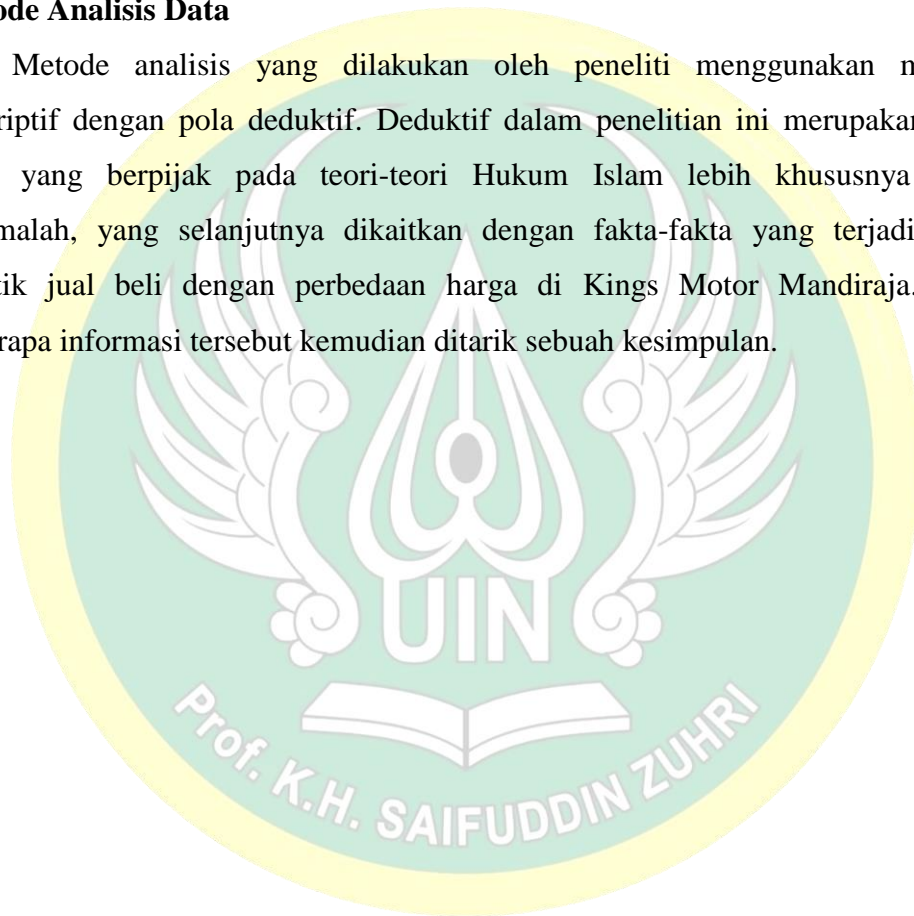 ode Analisis Data
Metode analisis yang dilakukan oleh peneliti menggunakan m
riptif dengan pola deduktif. Deduktif dalam penelitian ini merupakan
yang berpijak pada teori-teori Hukum Islam lebih khususnya
malah, yang selanjutnya dikaitkan dengan fakta-fakta yang terjadi
tik jual beli dengan perbedaan harga di Kings Motor Mandiraja.
rapa informasi tersebut kemudian ditarik sebuah kesimpulan.
UIN
Prof. K.H. SAIFUDDIN ZUHRI